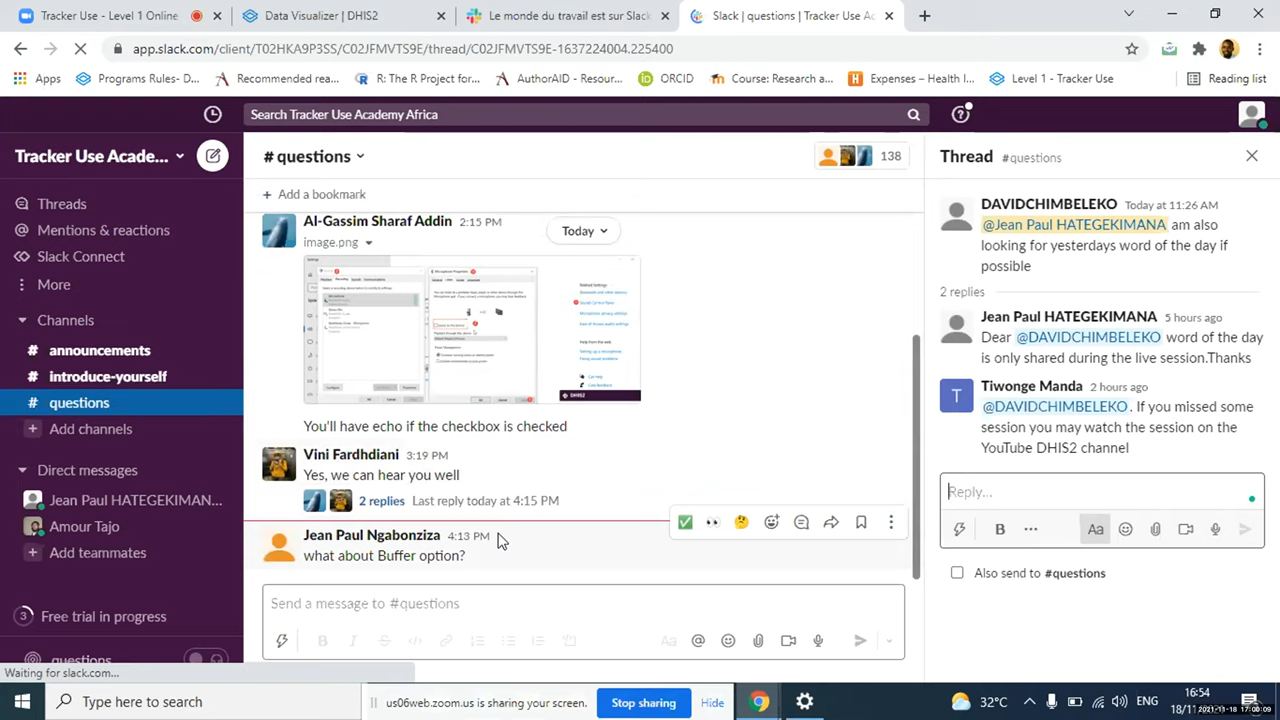 Tracker Use - Level 1 Online
Data Visualizer | DHIS2
Le monde du travail est sur Slack
Slack | questions | Tracker Use Ac
app.slack.com/client/T02HKA9P3SS/C02JFMVTS9E/thread/C02JFMVTS9E-1637224004.225400
Apps
Programs Rules- D...
Recommended rea...
R: The R Project for...
AuthorAID - Resour...
ORCID
Course: Research a...
Expenses – Health I...
Level 1 - Tracker Use
Reading list
Search Tracker Use Academy Africa
Tracker Use Acade...
Threads
Mentions & reactions
Slack Connect
More
Channels
announcements
questions
Add channels
Direct messages
Jean Paul HATEGEKIMAN...
Amour Tajo
Add teammates
3 Free trial in progress
questions
Waiting for slack.com...
# questions
138
+ Add a bookmark
Al-Gassim Sharaf Addin 2:15 PM
Today
image.png
DHIS2
You'll have echo if the checkbox is checked
Vini Fardhdiani 3:19 PM
Yes, we can hear you well
2 replies Last reply today at 4:15 PM
Jean Paul Ngabonziza 4:13 PM
what about Buffer option?
Send a message to #questions
Thread #questions
DAVIDCHIMBELEKO Today at 11:26 AM
@Jean Paul HATEGEKIMANA am also
looking for yesterdays word of the day if
possible
2 replies
Jean Paul HATEGEKIMANA 5 hours ago
Dear @DAVIDCHIMBELEKO word of the day
is only shared during the live session.Thanks
T
Tiwonge Manda 2 hours ago
@DAVIDCHIMBELEKO. If you missed some
session you may watch the session on the
YouTube DHIS2 channel
Reply...
B
Aa
Also send to #questions
Type here to search
us06web.zoom.us is sharing your screen.
Stop sharing
Hide
32°C
ENG
16:54
18/11
2021-11-18 17:00:09